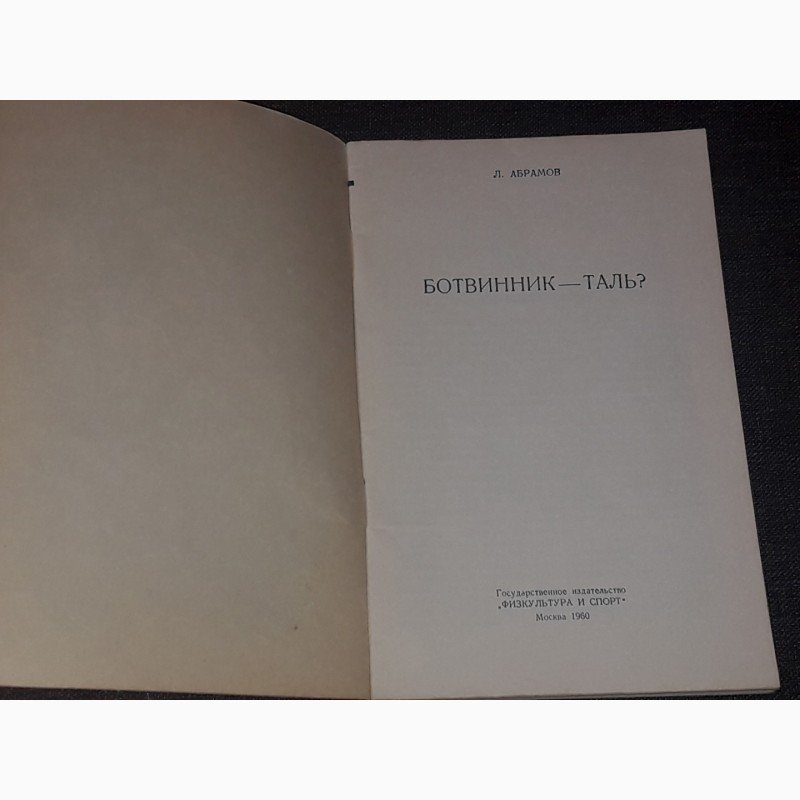 Л. АБРАМОВ
БОТВИННИК — ТАЛЬ?
Государственное издательство
„ФИЗКУЛЬТУРА И СПОРТ"
Москва 1960